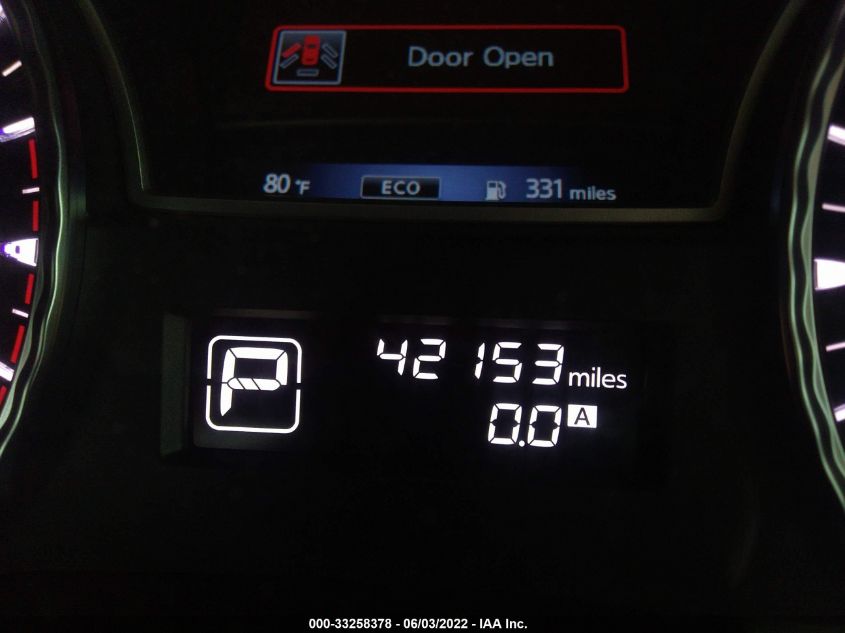 Door Open
80 °F ECO 331 miles
P 42153 miles
0.0 A
000-33258378 - 06/03/2022 - IAA Inc.